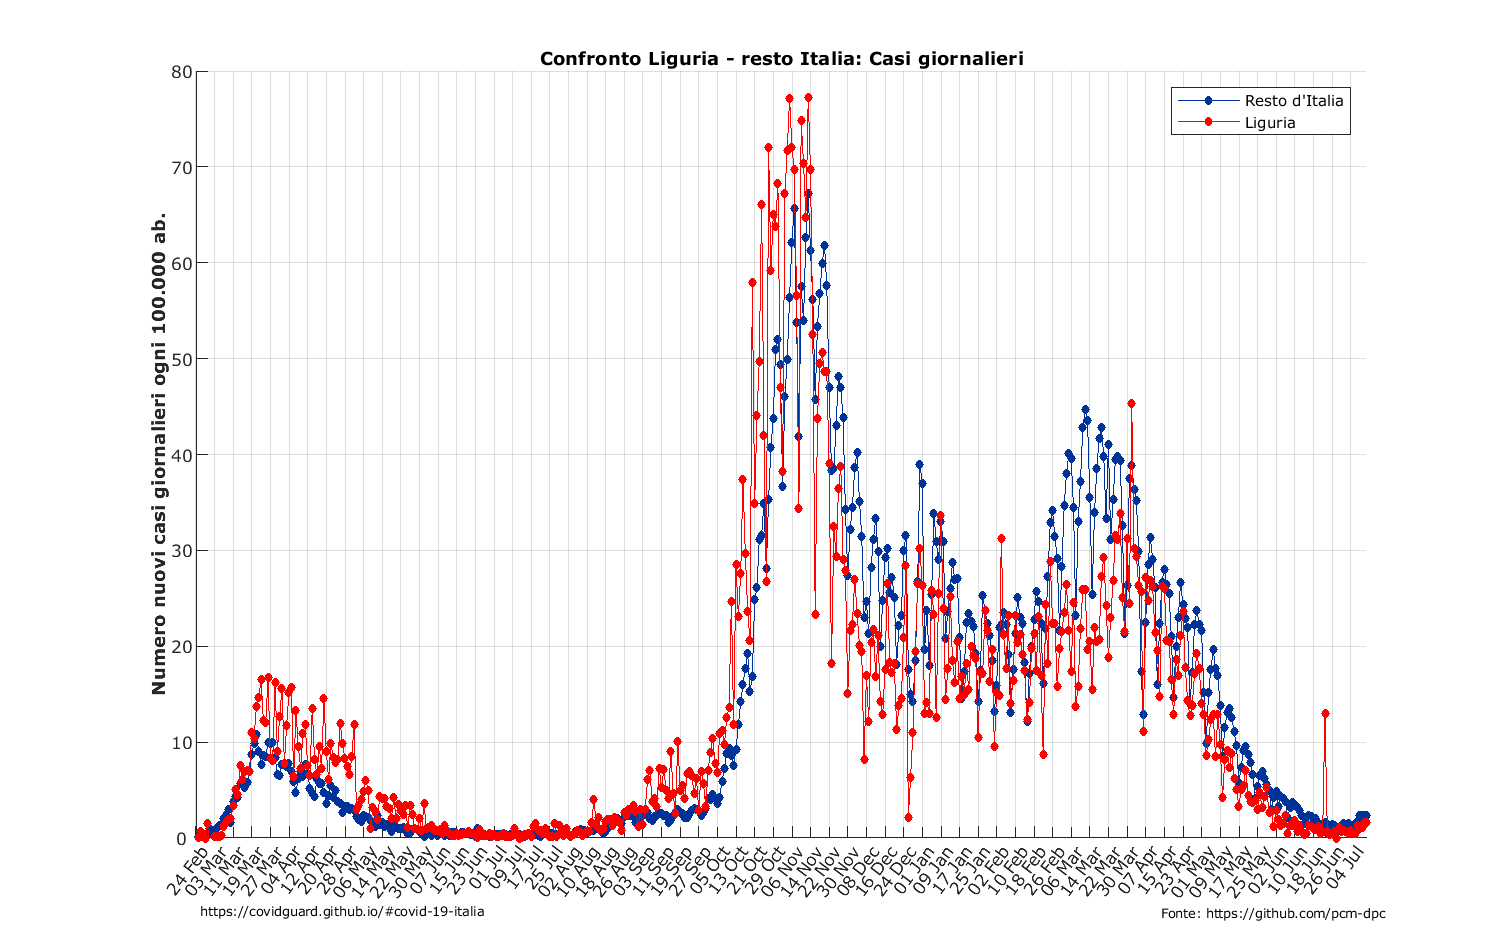 Confronto Liguria - resto Italia: Casi giornalieri
Resto d'Italia
Liguria
Numero nuovi casi giornalieri ogni 100.000 ab.
80
70
60
50
40
30
20
10
0
24 Feb
03 Mar
11 Mar
19 Mar
27 Mar
04 Apr
12 Apr
20 Apr
28 Apr
06 May
14 May
22 May
30 May
07 Jun
15 Jun
23 Jun
01 Jul
09 Jul
17 Jul
25 Jul
02 Aug
10 Aug
18 Aug
26 Aug
03 Sep
11 Sep
19 Sep
27 Sep
05 Oct
13 Oct
21 Oct
29 Oct
06 Nov
14 Nov
22 Nov
30 Nov
08 Dec
16 Dec
24 Dec
01 Jan
09 Jan
17 Jan
25 Jan
02 Feb
10 Feb
18 Feb
26 Feb
06 Mar
14 Mar
22 Mar
30 Mar
07 Apr
15 Apr
23 Apr
01 May
09 May
17 May
25 May
02 Jun
10 Jun
18 Jun
26 Jun
04 Jul
https://covidguard.github.io/#covid-19-italia
Fonte: https://github.com/pcm-dpc